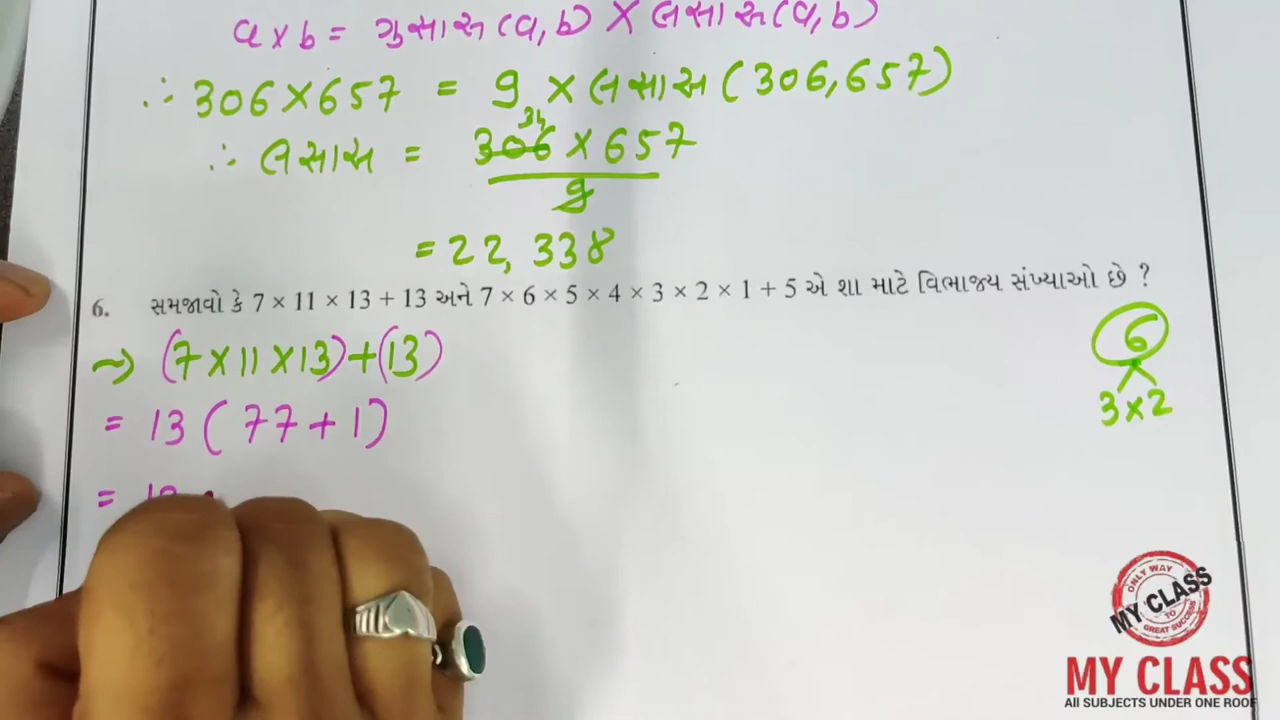 a x b = ગુસાઅ (a, b) X લસાઅ (a, b)
∴ 306 X 657 = 9 X લસાઅ (306, 657)
34
∴ લસાઅ = 306 X 657
9
= 22, 338
6. સમજાવો કે 7 × 11 × 13 + 13 અને 7 × 6 × 5 × 4 × 3 × 2 × 1 + 5 એ શા માટે વિભાજ્ય સંખ્યાઓ છે ?
(7 X 11 X 13) + (13)
= 13 ( 77 + 1)
=
6
3 x 2
ONLY WAY
MY CLASS
TO
GREAT SUCCESS
MY CLASS
All SUBJECTS UNDER ONE ROOF